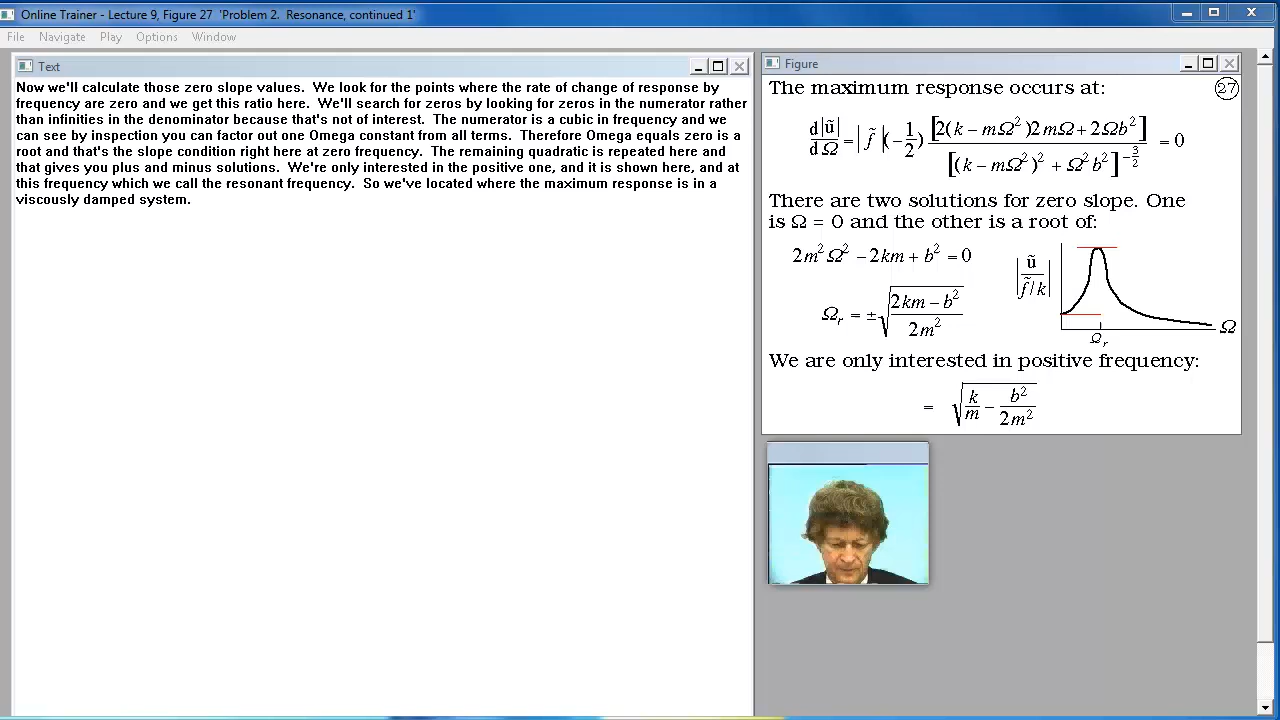 Online Trainer - Lecture 9, Figure 27 'Problem 2. Resonance, continued 1'
File Navigate Play Options Window
Text
Now we'll calculate those zero slope values. We look for the points where the rate of change of response by
frequency are zero and we get this ratio here. We'll search for zeros by looking for zeros in the numerator rather
than infinities in the denominator because that's not of interest. The numerator is a cubic in frequency and we
can see by inspection you can factor out one Omega constant from all terms. Therefore Omega equals zero is a
root and that's the slope condition right here at zero frequency. The remaining quadratic is repeated here and
that gives you plus and minus solutions. We're only interested in the positive one, and it is shown here, and at
this frequency which we call the resonant frequency. So we've located where the maximum response is in a
viscously damped system.
Figure
The maximum response occurs at:
27
d|ũ|/dΩ = |f̃|(-1/2) [2(k – mΩ²)2mΩ + 2Ωb²] / [(k – mΩ²)² + Ω²b²]^(-3/2) = 0
There are two solutions for zero slope. One
is Ω = 0 and the other is a root of:
2m²Ω² – 2km + b² = 0
|ũ / f̃/k|
Ωr = ±√((2km – b²)/(2m²))
Ω
Ωr
We are only interested in positive frequency:
= √(k/m – b²/(2m²))